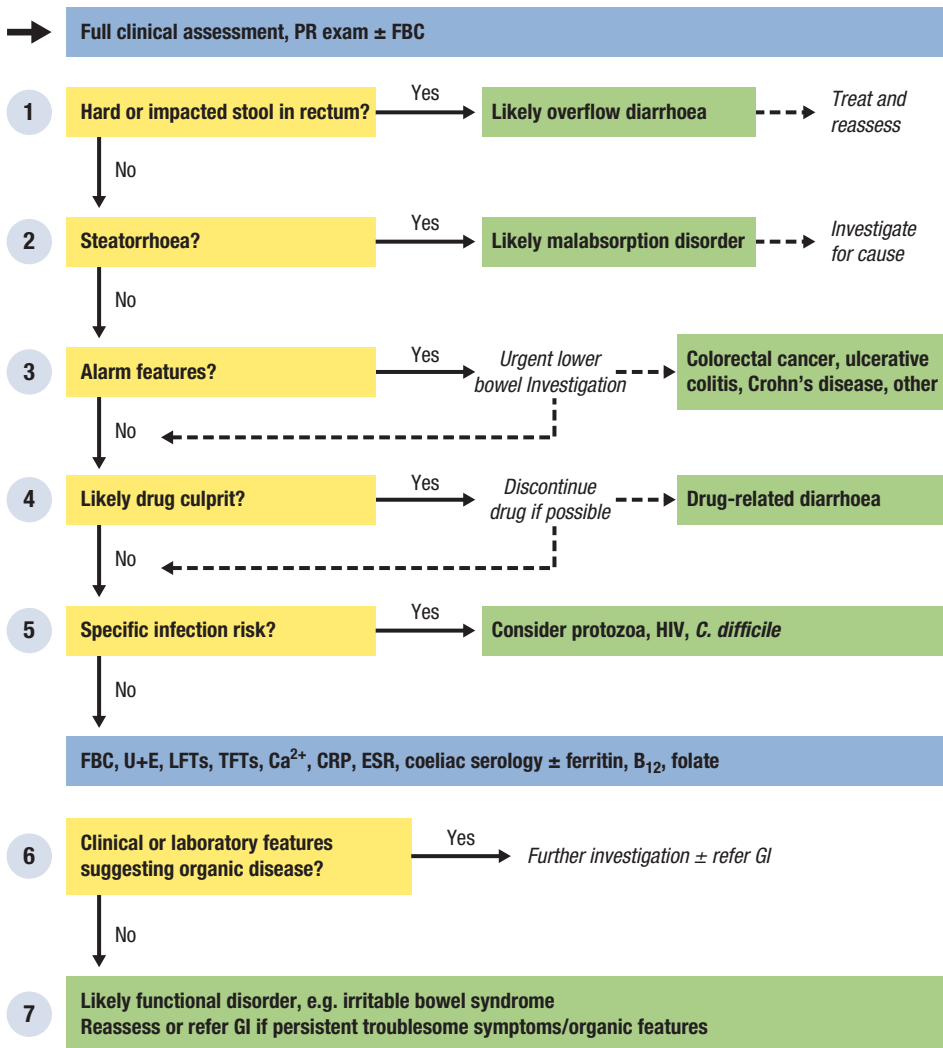 Full clinical assessment, PR exam ± FBC
1
Hard or impacted stool in rectum?
Yes
Likely overflow diarrhoea
Treat and
reassess
No
2
Steatorrhoea?
Yes
Likely malabsorption disorder
Investigate
for cause
No
3
Alarm features?
Yes
Urgent lower
bowel Investigation
Colorectal cancer, ulcerative
colitis, Crohn's disease, other
No
4
Likely drug culprit?
Yes
Discontinue
drug if possible
Drug-related diarrhoea
No
5
Specific infection risk?
Yes
Consider protozoa, HIV, C. difficile
No
FBC, U+E, LFTs, TFTs, Ca²⁺, CRP, ESR, coeliac serology ± ferritin, B₁₂, folate
6
Clinical or laboratory features
suggesting organic disease?
Yes
Further investigation ± refer GI
No
7
Likely functional disorder, e.g. irritable bowel syndrome
Reassess or refer GI if persistent troublesome symptoms/organic features